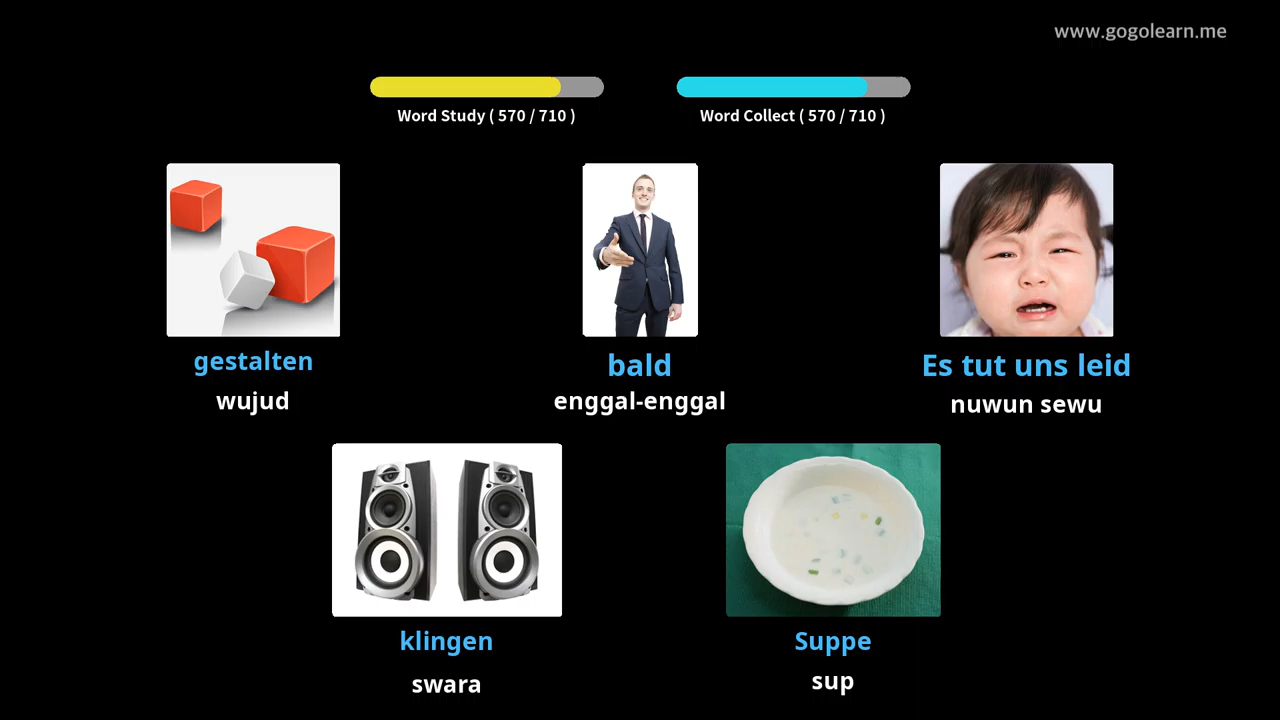 www.gogolearn.me
Word Study ( 570 / 710 )
Word Collect ( 570 / 710 )
gestalten
wujud
bald
enggal-enggal
Es tut uns leid
nuwun sewu
klingen
swara
Suppe
sup